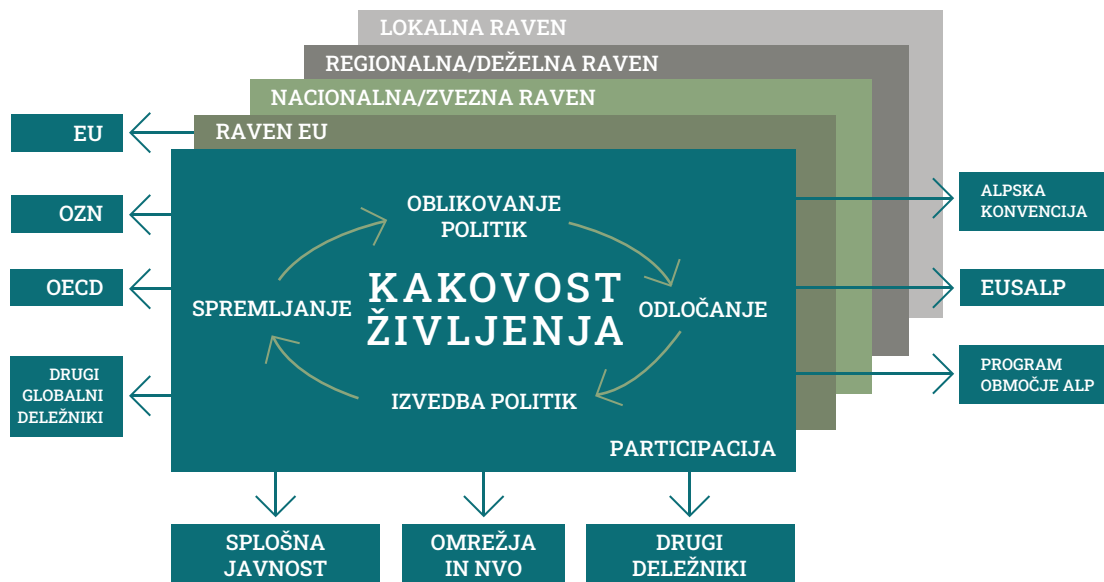 LOKALNA RAVEN
REGIONALNA/DEŽELNA RAVEN
NACIONALNA/ZVEZNA RAVEN
RAVEN EU
EU
OZN
OECD
DRUGI
GLOBALNI
DELEŽNIKI
OBLIKOVANJE
POLITIK
SPREMLJANJE
KAKOVOST
ŽIVLJENJA
ODLOČANJE
IZVEDBA POLITIK
PARTICIPACIJA
ALPSKA
KONVENCIJA
EUSALP
PROGRAM
OBMOČJE ALP
SPLOŠNA
JAVNOST
OMREŽJA
IN NVO
DRUGI
DELEŽNIKI